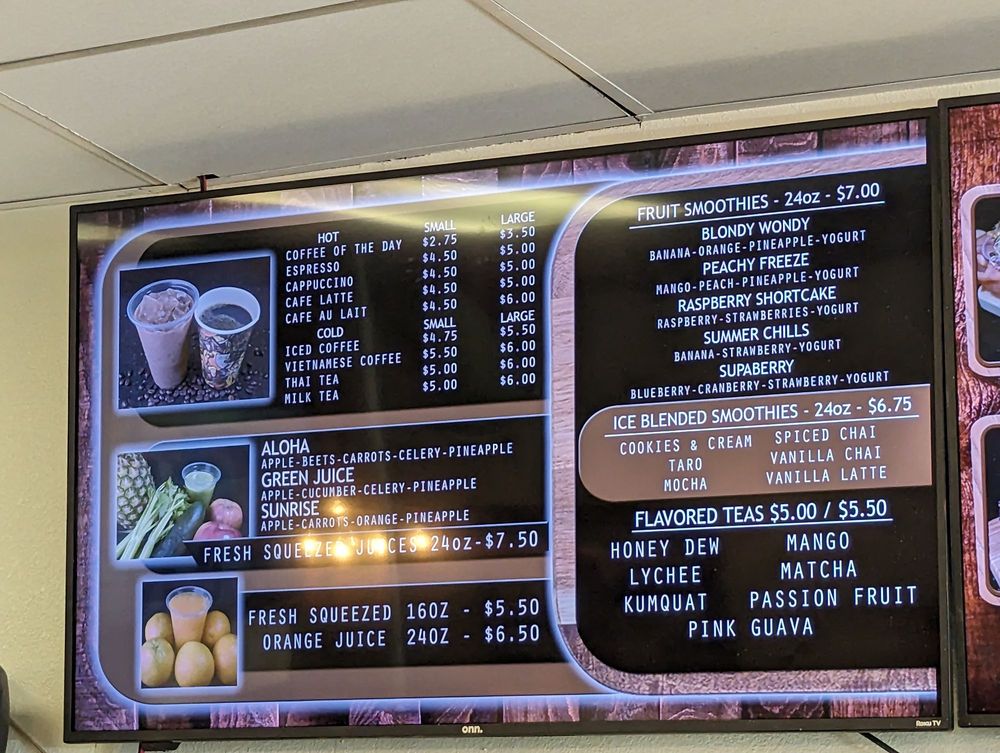 HOT SMALL LARGE
COFFEE OF THE DAY $2.75 $3.50
ESPRESSO $4.50 $5.00
CAPPUCCINO $4.50 $5.00
CAFE LATTE $4.50 $5.00
CAFE AU LAIT $4.50 $6.00
COLD SMALL LARGE
ICED COFFEE $4.75 $5.50
VIETNAMESE COFFEE $5.50 $6.00
THAI TEA $5.00 $6.00
MILK TEA $5.00 $6.00
ALOHA
APPLE-BEETS-CARROTS-CELERY-PINEAPPLE
GREEN JUICE
APPLE-CUCUMBER-CELERY-PINEAPPLE
SUNRISE
APPLE-CARROTS-ORANGE-PINEAPPLE
FRESH SQUEEZED JUICES 24oz-$7.50
FRESH SQUEEZED 16OZ - $5.50
ORANGE JUICE 24OZ - $6.50
FRUIT SMOOTHIES - 24oz - $7.00
BLONDY WONDY
BANANA-ORANGE-PINEAPPLE-YOGURT
PEACHY FREEZE
MANGO-PEACH-PINEAPPLE-YOGURT
RASPBERRY SHORTCAKE
RASPBERRY-STRAWBERRIES-YOGURT
SUMMER CHILLS
BANANA-STRAWBERRY-YOGURT
SUPABERRY
BLUEBERRY-CRANBERRY-STRAWBERRY-YOGURT
ICE BLENDED SMOOTHIES - 24oz - $6.75
COOKIES & CREAM SPICED CHAI
TARO VANILLA CHAI
MOCHA VANILLA LATTE
FLAVORED TEAS $5.00 / $5.50
HONEY DEW MANGO
LYCHEE MATCHA
KUMQUAT PASSION FRUIT
PINK GUAVA
onn.
Roku TV